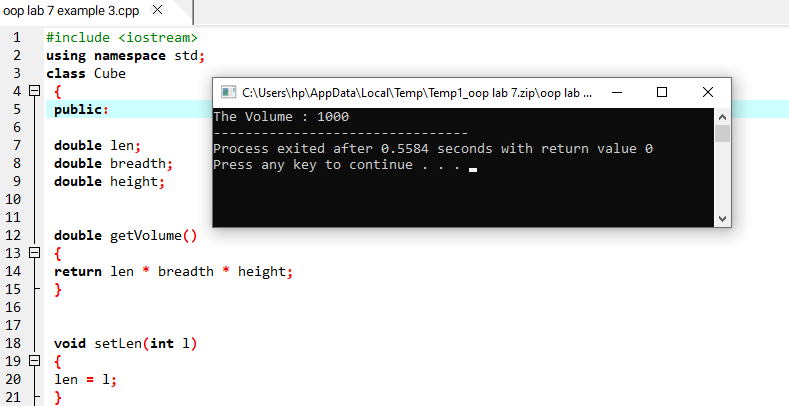 oop lab 7 example 3.cpp
1 #include <iostream>
2 using namespace std;
3 class Cube
4 {
5 public:
6
7 double len;
8 double breadth;
9 double height;
10
11
12 double getVolume()
13 {
14 return len * breadth * height;
15 }
16
17
18 void setLen(int l)
19 {
20 len = l;
21 }
C:\Users\hp\AppData\Local\Temp\Temp1_oop lab 7.zip\oop lab ...
The Volume : 1000
--------------------------------
Process exited after 0.5584 seconds with return value 0
Press any key to continue . . .